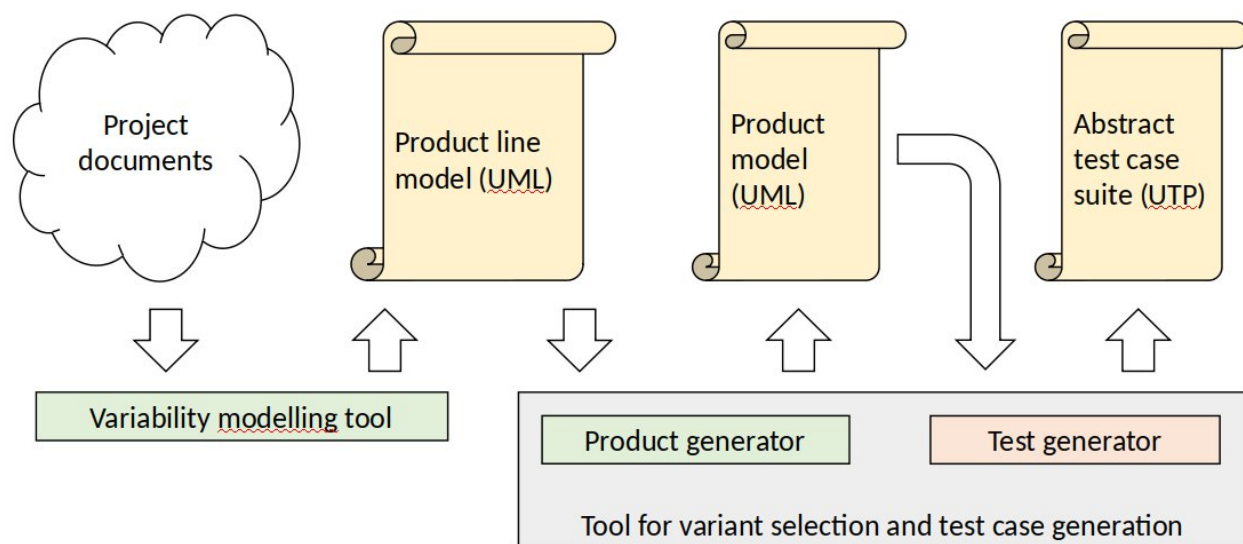 Project
documents
Product line
model (UML)
Product
model
(UML)
Abstract
test case
suite (UTP)
Variability modelling tool
Product generator
Test generator
Tool for variant selection and test case generation